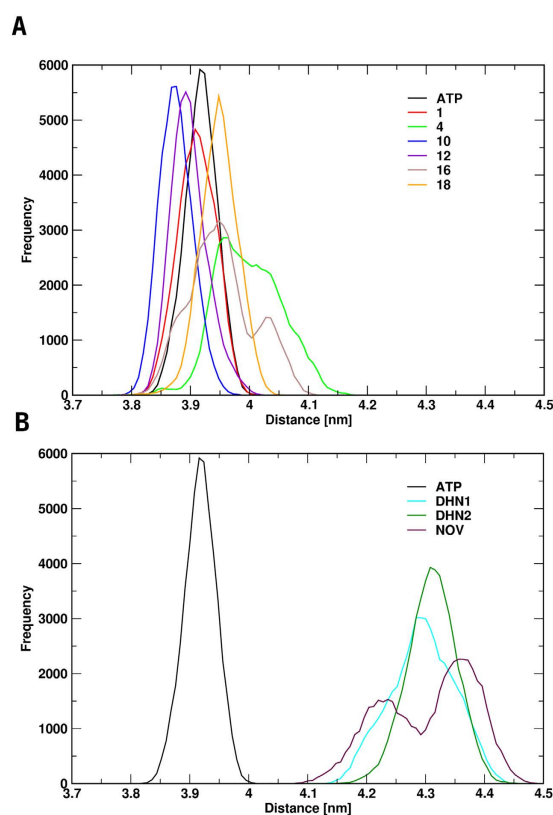 A
6000
5000
4000
3000
2000
1000
0
Frequency
ATP
1
4
10
12
16
18
3.7 3.8 3.9 4 4.1 4.2 4.3 4.4 4.5
Distance [nm]
B
6000
5000
4000
3000
2000
1000
0
Frequency
ATP
DHN1
DHN2
NOV
3.7 3.8 3.9 4 4.1 4.2 4.3 4.4 4.5
Distance [nm]